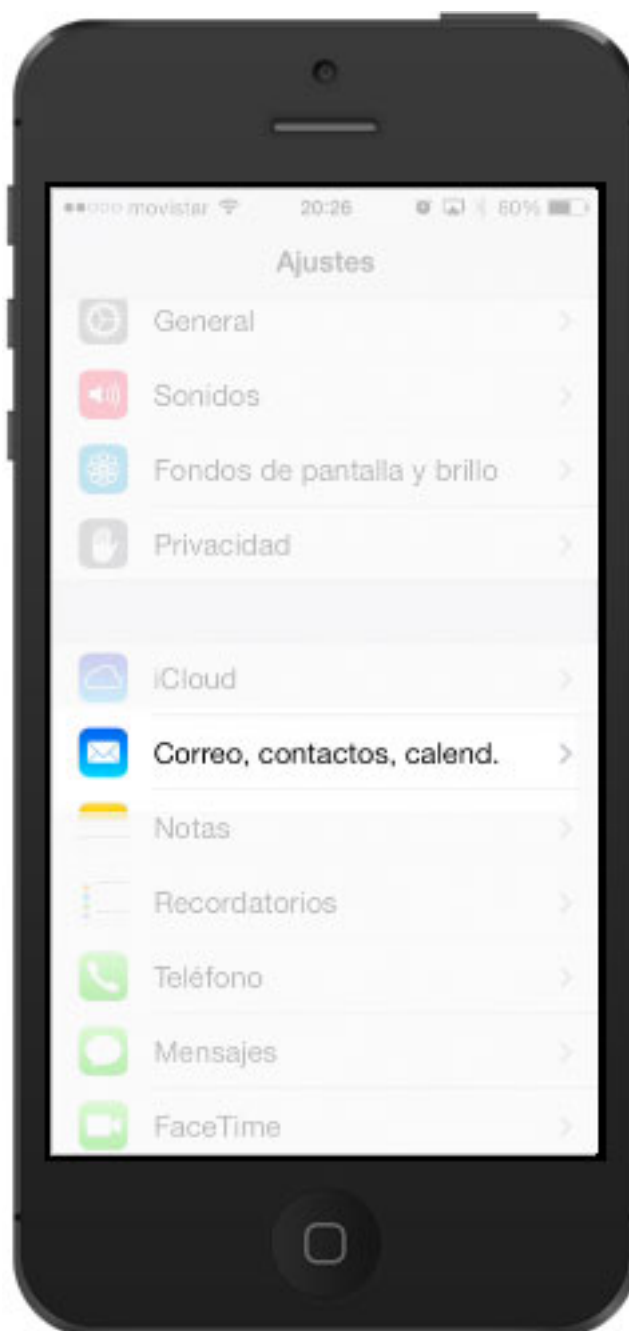 movistar 20:26 60%
Ajustes
General
Sonidos
Fondos de pantalla y brillo
Privacidad
iCloud
Correo, contactos, calend.
Notas
Recordatorios
Teléfono
Mensajes
FaceTime